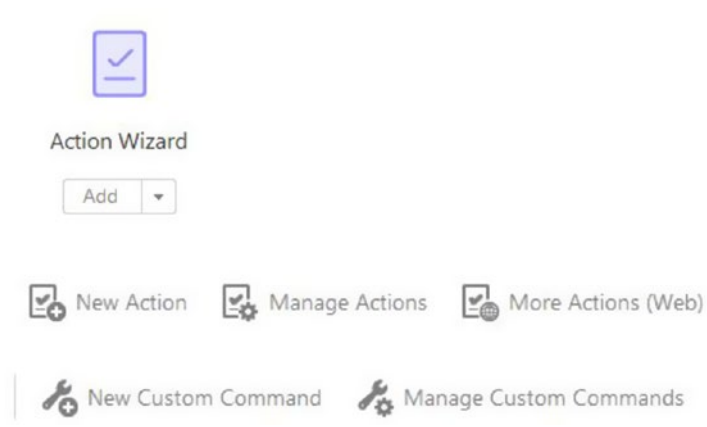 Action Wizard
Add
New Action Manage Actions More Actions (Web)
New Custom Command Manage Custom Commands